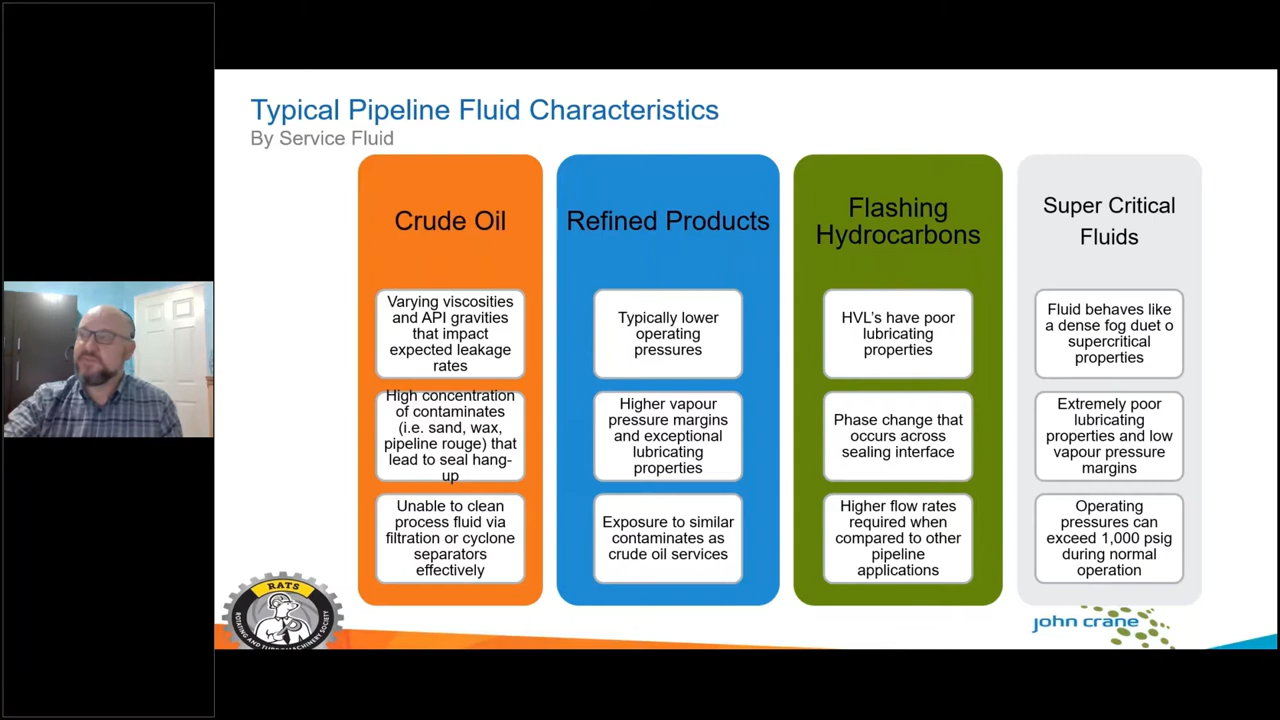 Typical Pipeline Fluid Characteristics
By Service Fluid
Crude Oil
Varying viscosities
and API gravities
that impact
expected leakage
rates
High concentration
of contaminates
(i.e. sand, wax,
pipeline rouge) that
lead to seal hang-
up
Unable to clean
process fluid via
filtration or cyclone
separators
effectively
Refined Products
Typically lower
operating
pressures
Higher vapour
pressure margins
and exceptional
lubricating
properties
Exposure to similar
contaminates as
crude oil services
Flashing
Hydrocarbons
HVL's have poor
lubricating
properties
Phase change that
occurs across
sealing interface
Higher flow rates
required when
compared to other
pipeline
applications
Super Critical
Fluids
Fluid behaves like
a dense fog duet o
supercritical
properties
Extremely poor
lubricating
properties and low
vapour pressure
margins
Operating
pressures can
exceed 1,000 psig
during normal
operation
RATS
ROTATING AND TURBOMACHINERY SOCIETY
john crane